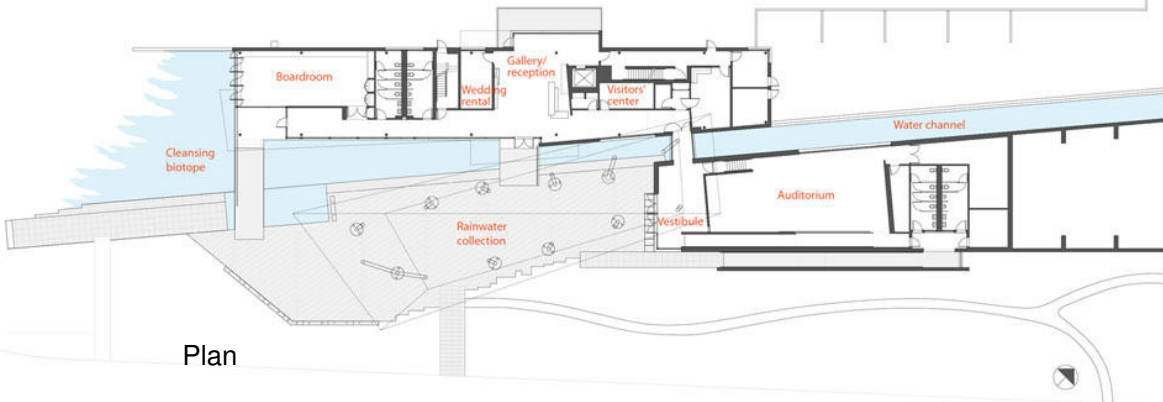 Gallery/
reception
Boardroom
Wedding
rental
Visitors'
center
Water channel
Cleansing
biotope
Auditorium
Rainwater
collection
Vestibule
Plan